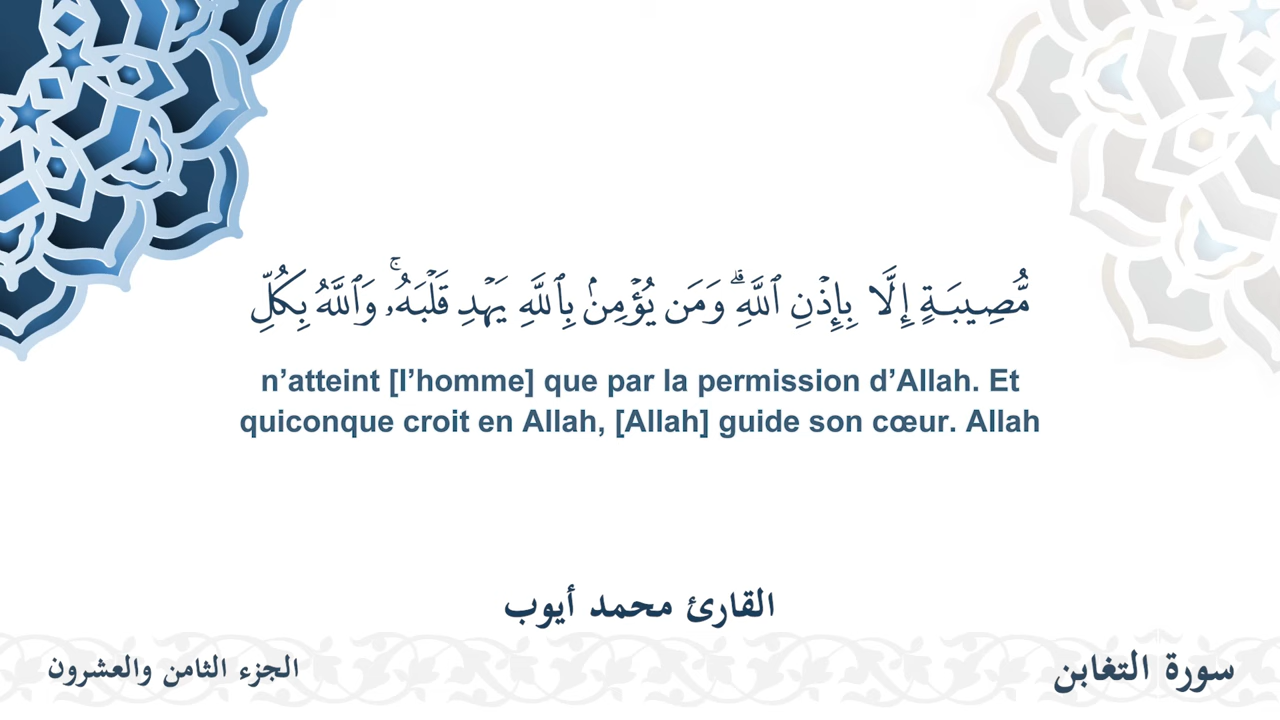 مُّصِيبَةٍ إِلَّا بِإِذْنِ ٱللَّهِ ۗ وَمَن يُؤْمِنۢ بِٱللَّهِ يَهْدِ قَلْبَهُۥ ۚ وَٱللَّهُ بِكُلِّ
n’atteint [l’homme] que par la permission d’Allah. Et
quiconque croit en Allah, [Allah] guide son cœur. Allah
القارئ محمد أيوب
سورة التغابن
الجزء الثامن والعشرون